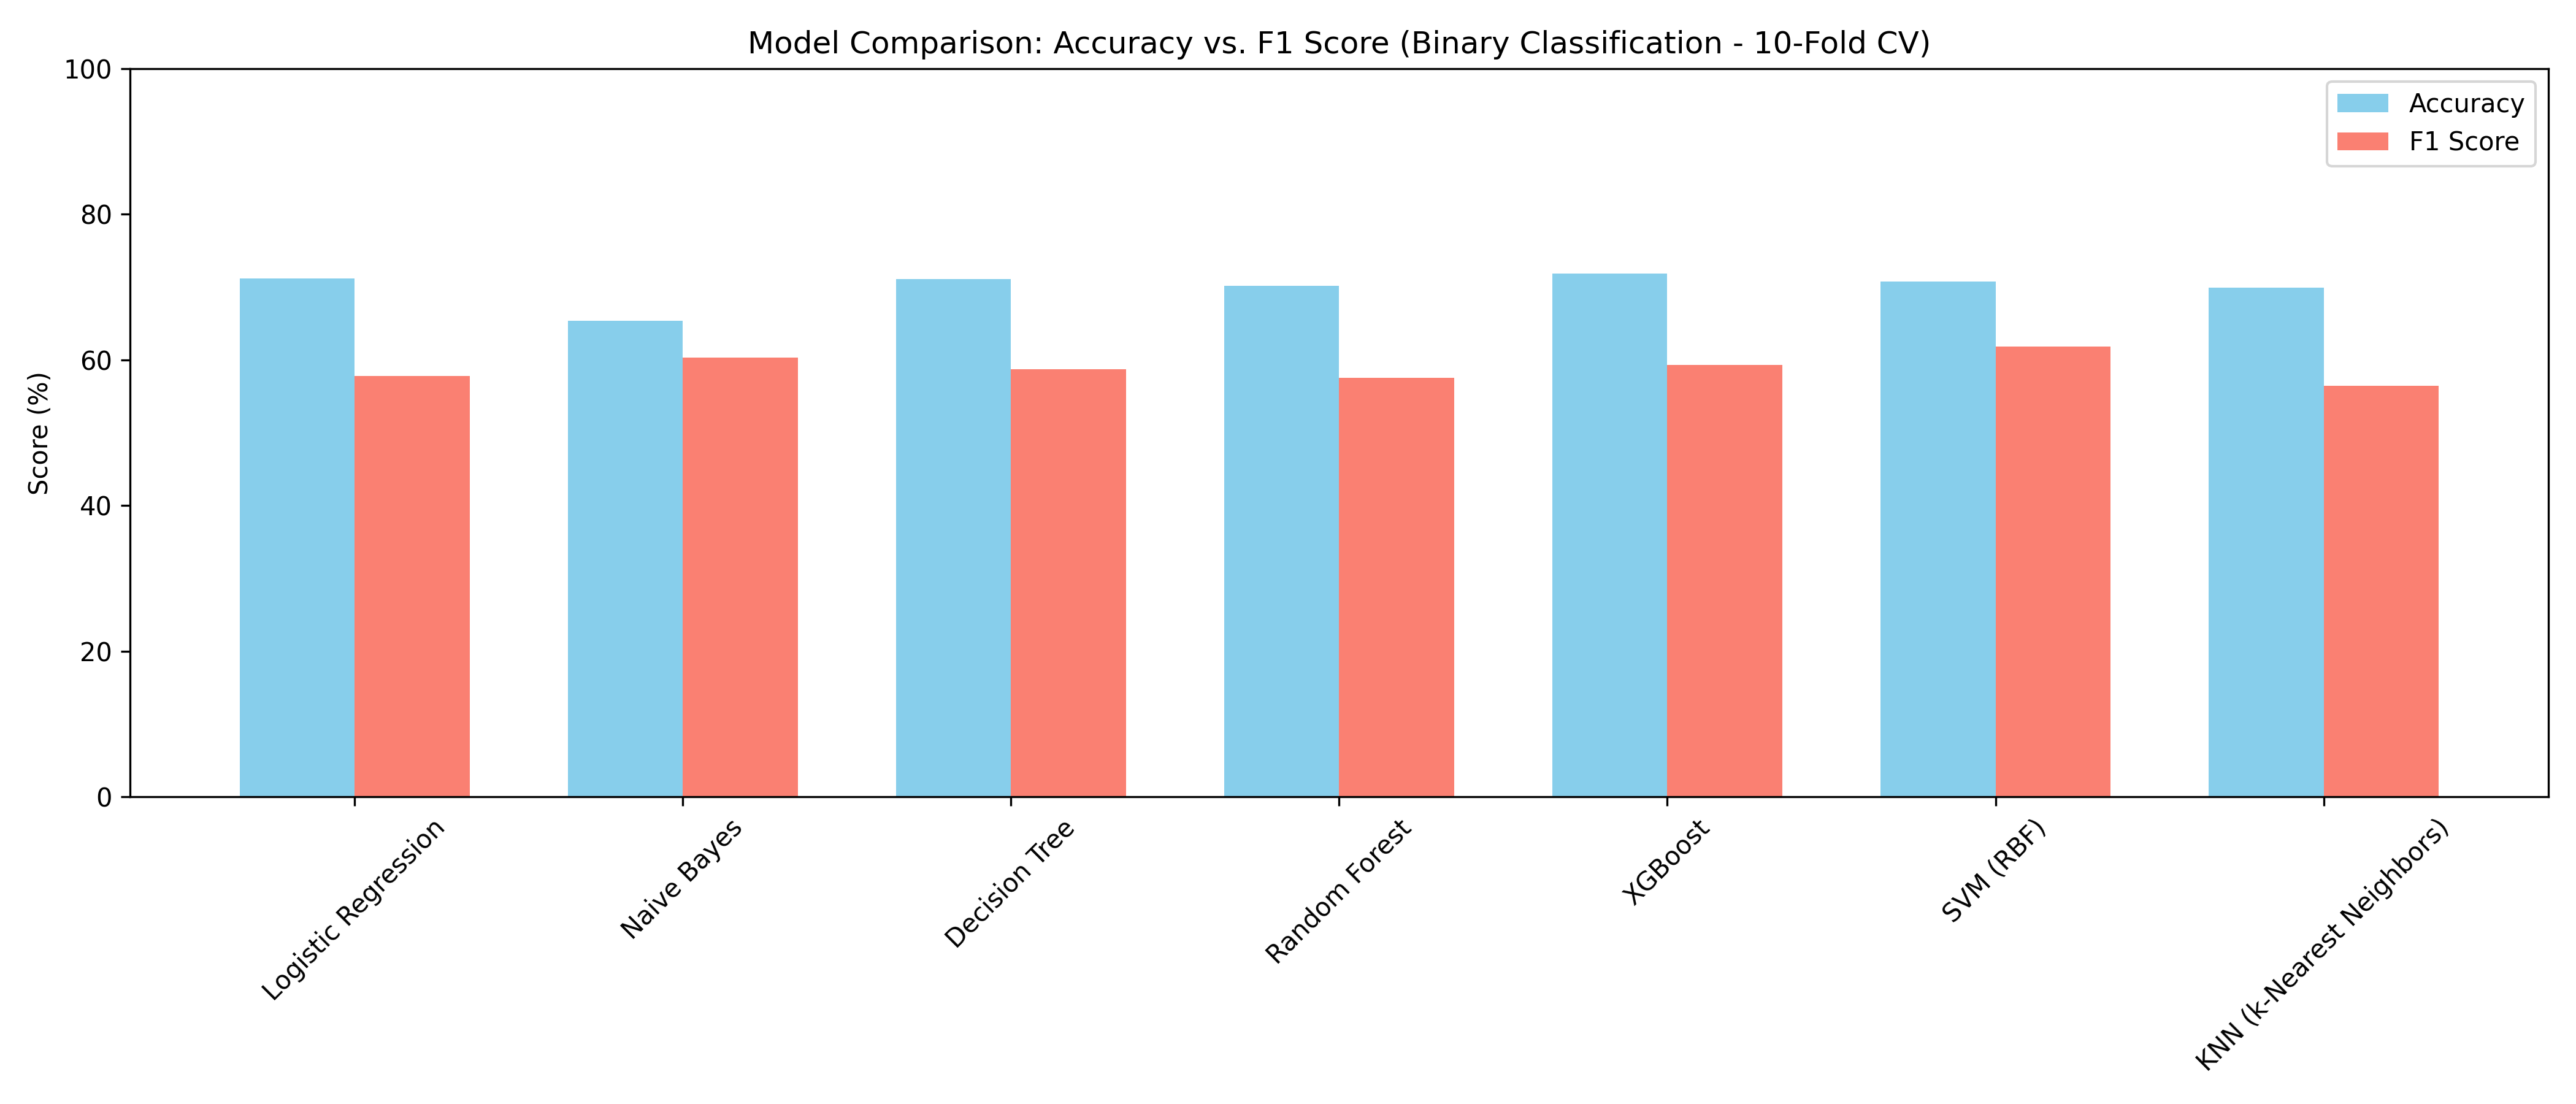 Model Comparison: Accuracy vs. F1 Score (Binary Classification - 10-Fold CV)
100
80
60
40
20
0
Score (%)
Accuracy
F1 Score
Logistic Regression
Naive Bayes
Decision Tree
Random Forest
XGBoost
SVM (RBF)
KNN (k-Nearest Neighbors)